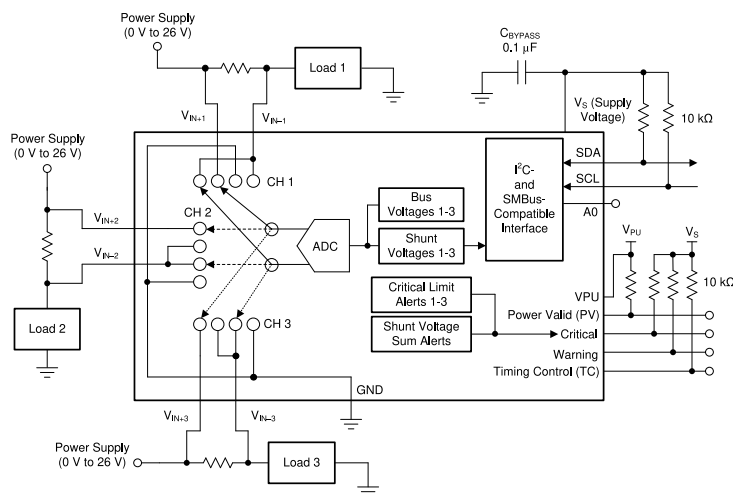 Power Supply
(0 V to 26 V)
Load 1
CBYPASS
0.1 µF
VIN+1
VIN–1
VS (Supply
Voltage)
10 kΩ
Power Supply
(0 V to 26 V)
CH 1
SDA
SCL
A0
I²C-
and
SMBus-
Compatible
Interface
Bus
Voltages 1-3
VIN+2
CH 2
ADC
Shunt
Voltages 1-3
VPU
VS
VIN–2
Critical Limit
Alerts 1-3
10 kΩ
VPU
Load 2
CH 3
Shunt Voltage
Sum Alerts
Power Valid (PV)
Critical
Warning
Timing Control (TC)
GND
VIN+3
VIN–3
Power Supply
(0 V to 26 V)
Load 3